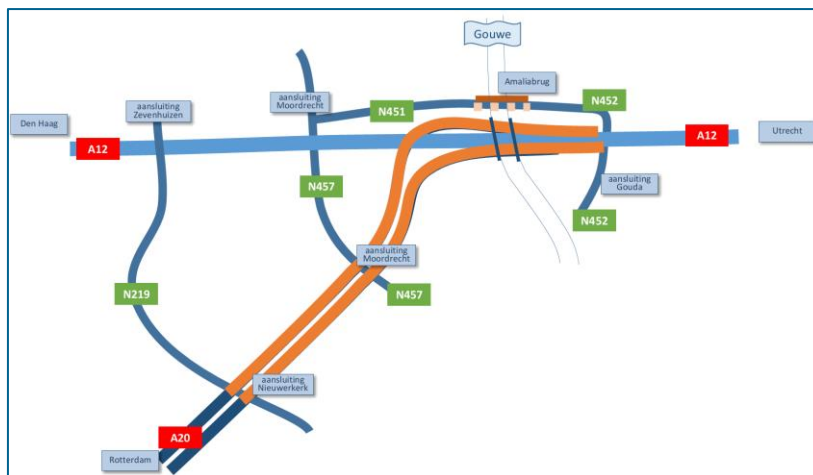 Gouwe
Amaliabrug
aansluiting
Moordrecht
N451
N452
aansluiting
Zevenhuizen
Den Haag
A12
A12
Utrecht
N457
aansluiting
Gouda
N452
aansluiting
Moordrecht
N219
N457
aansluiting
Nieuwerkerk
A20
Rotterdam